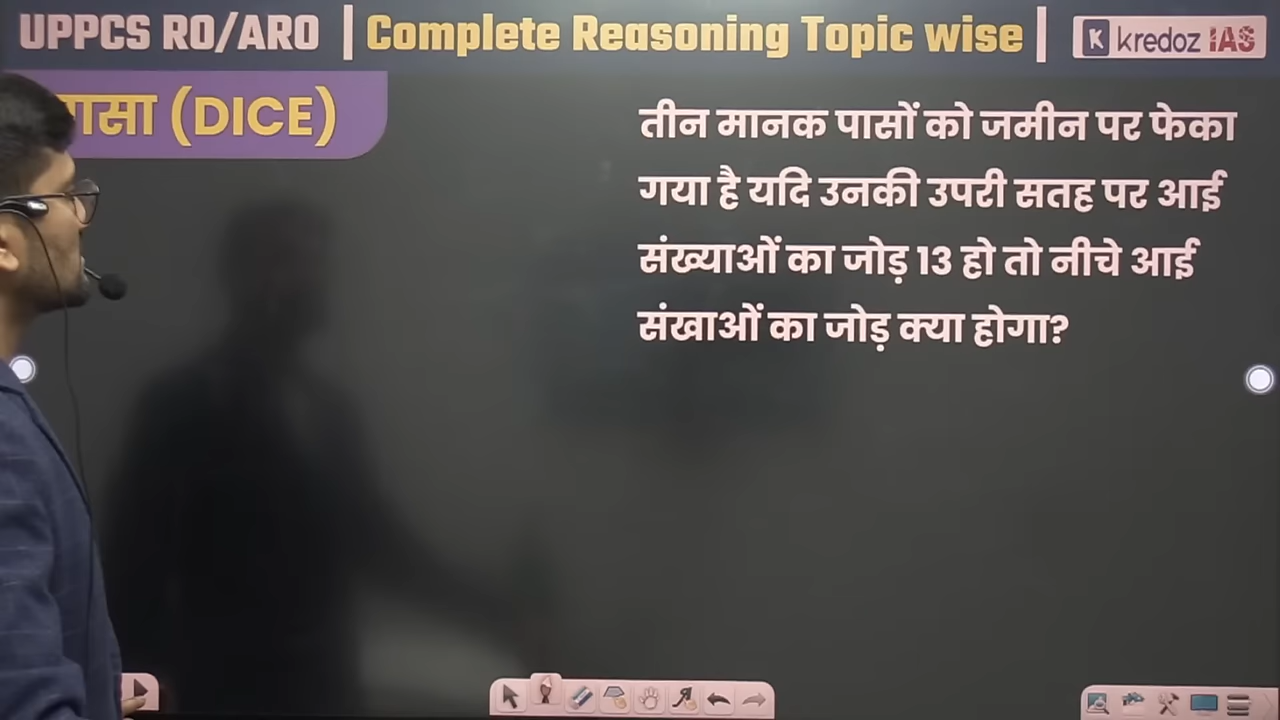 UPPCS RO/ARO | Complete Reasoning Topic wise |
K kredoz IAS
(DICE)
तीन मानक पासों को जमीन पर फेका
गया है यदि उनकी उपरी सतह पर आई
संख्याओं का जोड़ 13 हो तो नीचे आई
संखाओं का जोड़ क्या होगा?